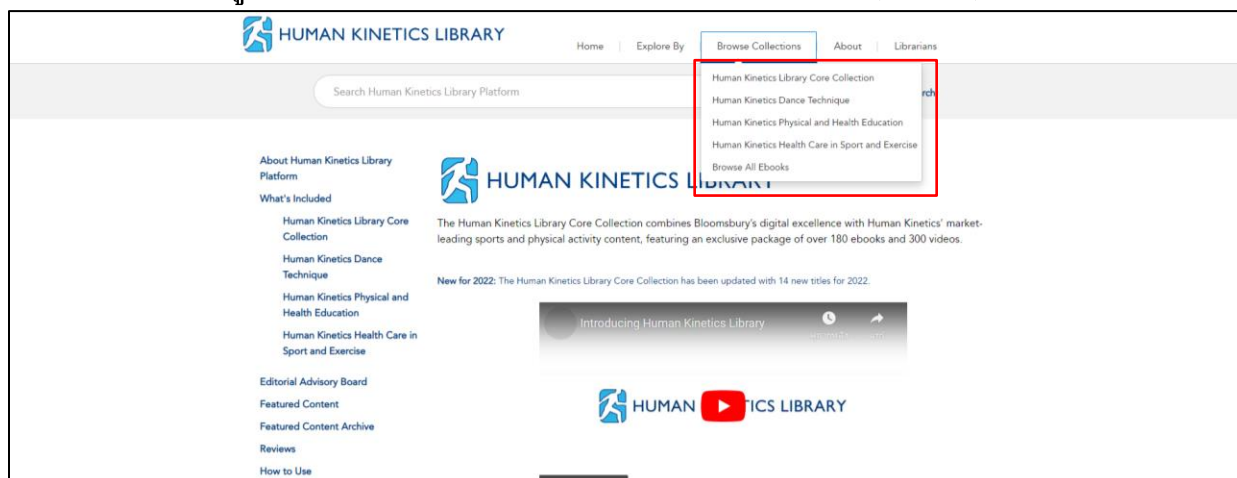 HUMAN KINETICS LIBRARY
Home
Explore By
Browse Collections
About
Librarians
Search Human Kinetics Library Platform
Human Kinetics Library Core Collection
Human Kinetics Dance Technique
Human Kinetics Physical and Health Education
Human Kinetics Health Care in Sport and Exercise
Browse All Ebooks
About Human Kinetics Library
Platform
What's Included
Human Kinetics Library Core
Collection
Human Kinetics Dance
Technique
Human Kinetics Physical and
Health Education
Human Kinetics Health Care in
Sport and Exercise
Editorial Advisory Board
Featured Content
Featured Content Archive
Reviews
How to Use
HUMAN KINETICS LIBRARY
The Human Kinetics Library Core Collection combines Bloomsbury's digital excellence with Human Kinetics' market-
leading sports and physical activity content, featuring an exclusive package of over 180 ebooks and 300 videos.
New for 2022: The Human Kinetics Library Core Collection has been updated with 14 new titles for 2022.
Introducing Human Kinetics Library
HUMAN
ICS LIBRARY